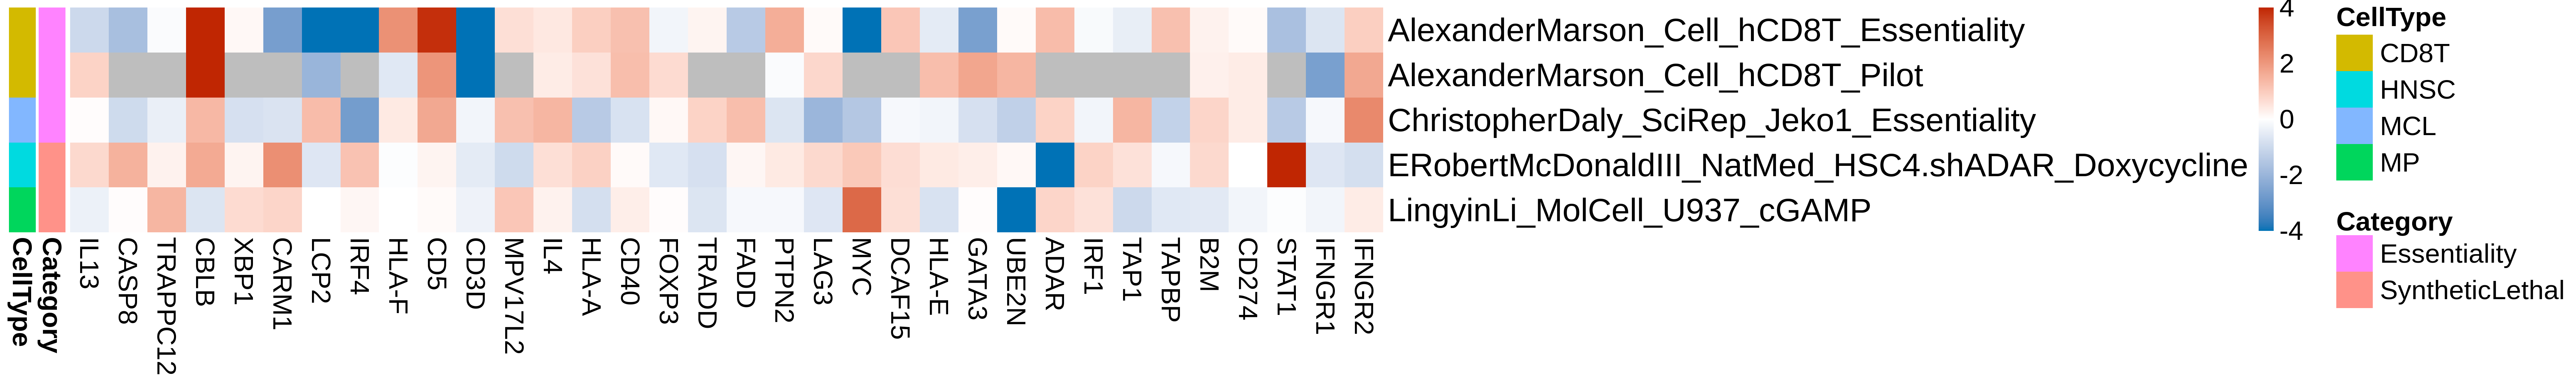 AlexanderMarson_Cell_hCD8T_Essentiality
AlexanderMarson_Cell_hCD8T_Pilot
ChristopherDaly_SciRep_Jeko1_Essentiality
ERobertMcDonaldIII_NatMed_HSC4.shADAR_Doxycycline
LingyinLi_MolCell_U937_cGAMP
CellType
Category
IL13
CASP8
TRAPPC12
CBLB
XBP1
CARM1
LCP2
IRF4
HLA-F
CD5
CD3D
MPV17L2
IL4
HLA-A
CD40
FOXP3
TRADD
FADD
PTPN2
LAG3
MYC
DCAF15
HLA-E
GATA3
UBE2N
ADAR
IRF1
TAP1
TAPBP
B2M
CD274
STAT1
IFNGR1
IFNGR2
4
2
0
-2
-4
CellType
CD8T
HNSC
MCL
MP
Category
Essentiality
SyntheticLethal